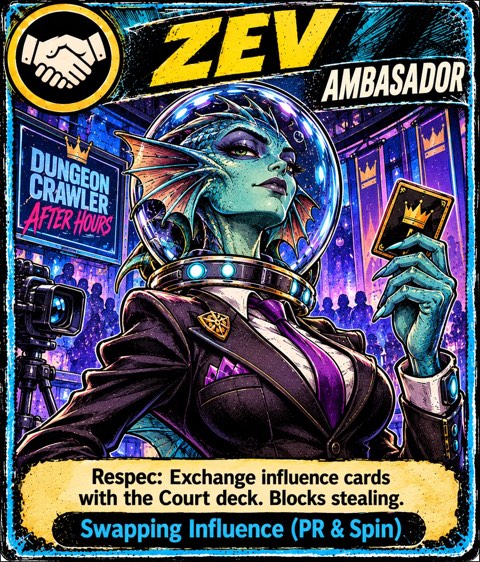 ZEV
AMBASADOR
DUNGEON
CRAWLER
AFTER HOURS
Respec: Exchange influence cards
with the Court deck. Blocks stealing.
Swapping Influence (PR & Spin)